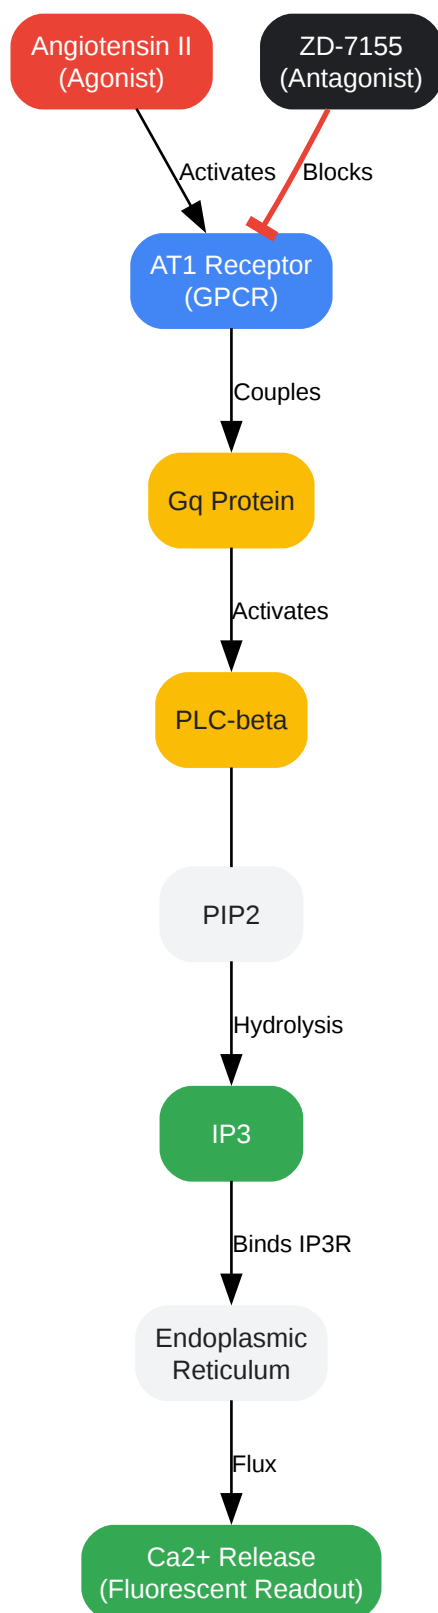 Angiotensin II
(Agonist)
ZD-7155
(Antagonist)
Activates
Blocks
AT1 Receptor
(GPCR)
Couples
Gq Protein
Activates
PLC-beta
PIP2
Hydrolysis
IP3
Binds IP3R
Endoplasmic
Reticulum
Flux
Ca2+ Release
(Fluorescent Readout)